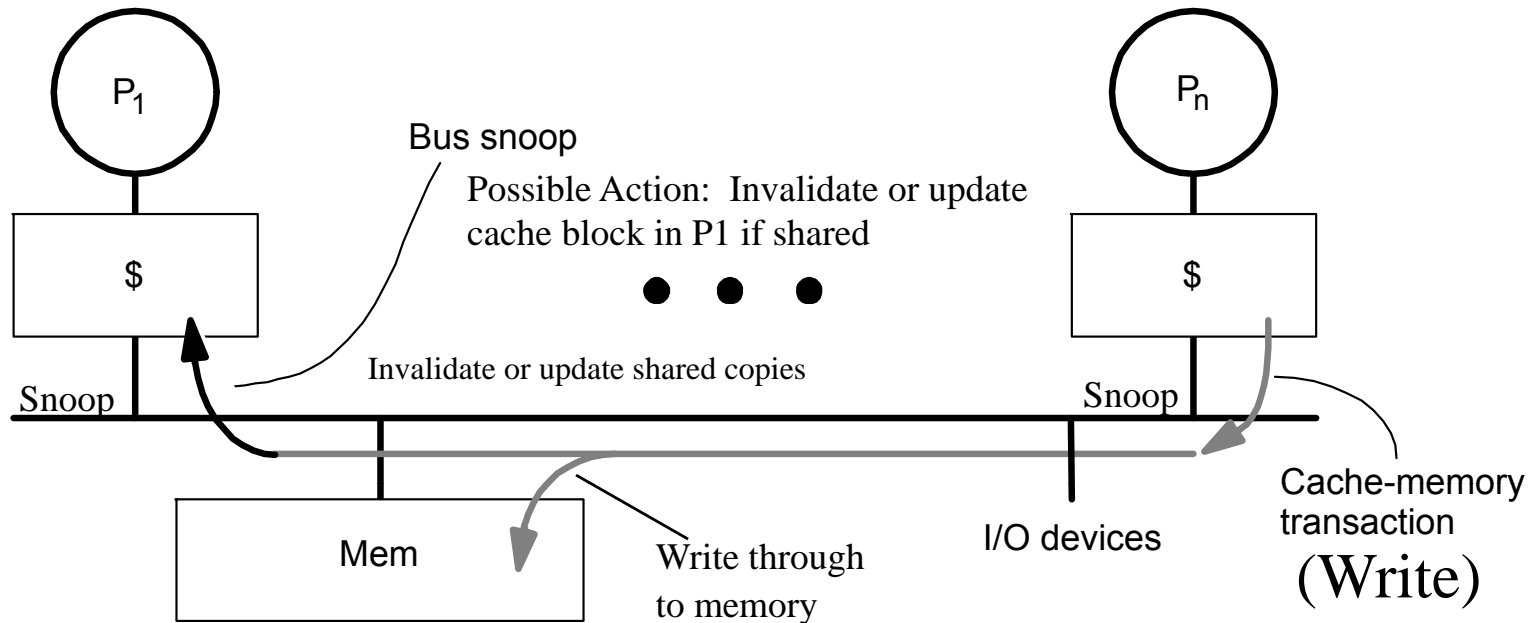 P1
Pn
Bus snoop
Possible Action: Invalidate or update
cache block in P1 if shared
$
$
Invalidate or update shared copies
Snoop
Snoop
Mem
Write through
to memory
I/O devices
Cache-memory
transaction
(Write)